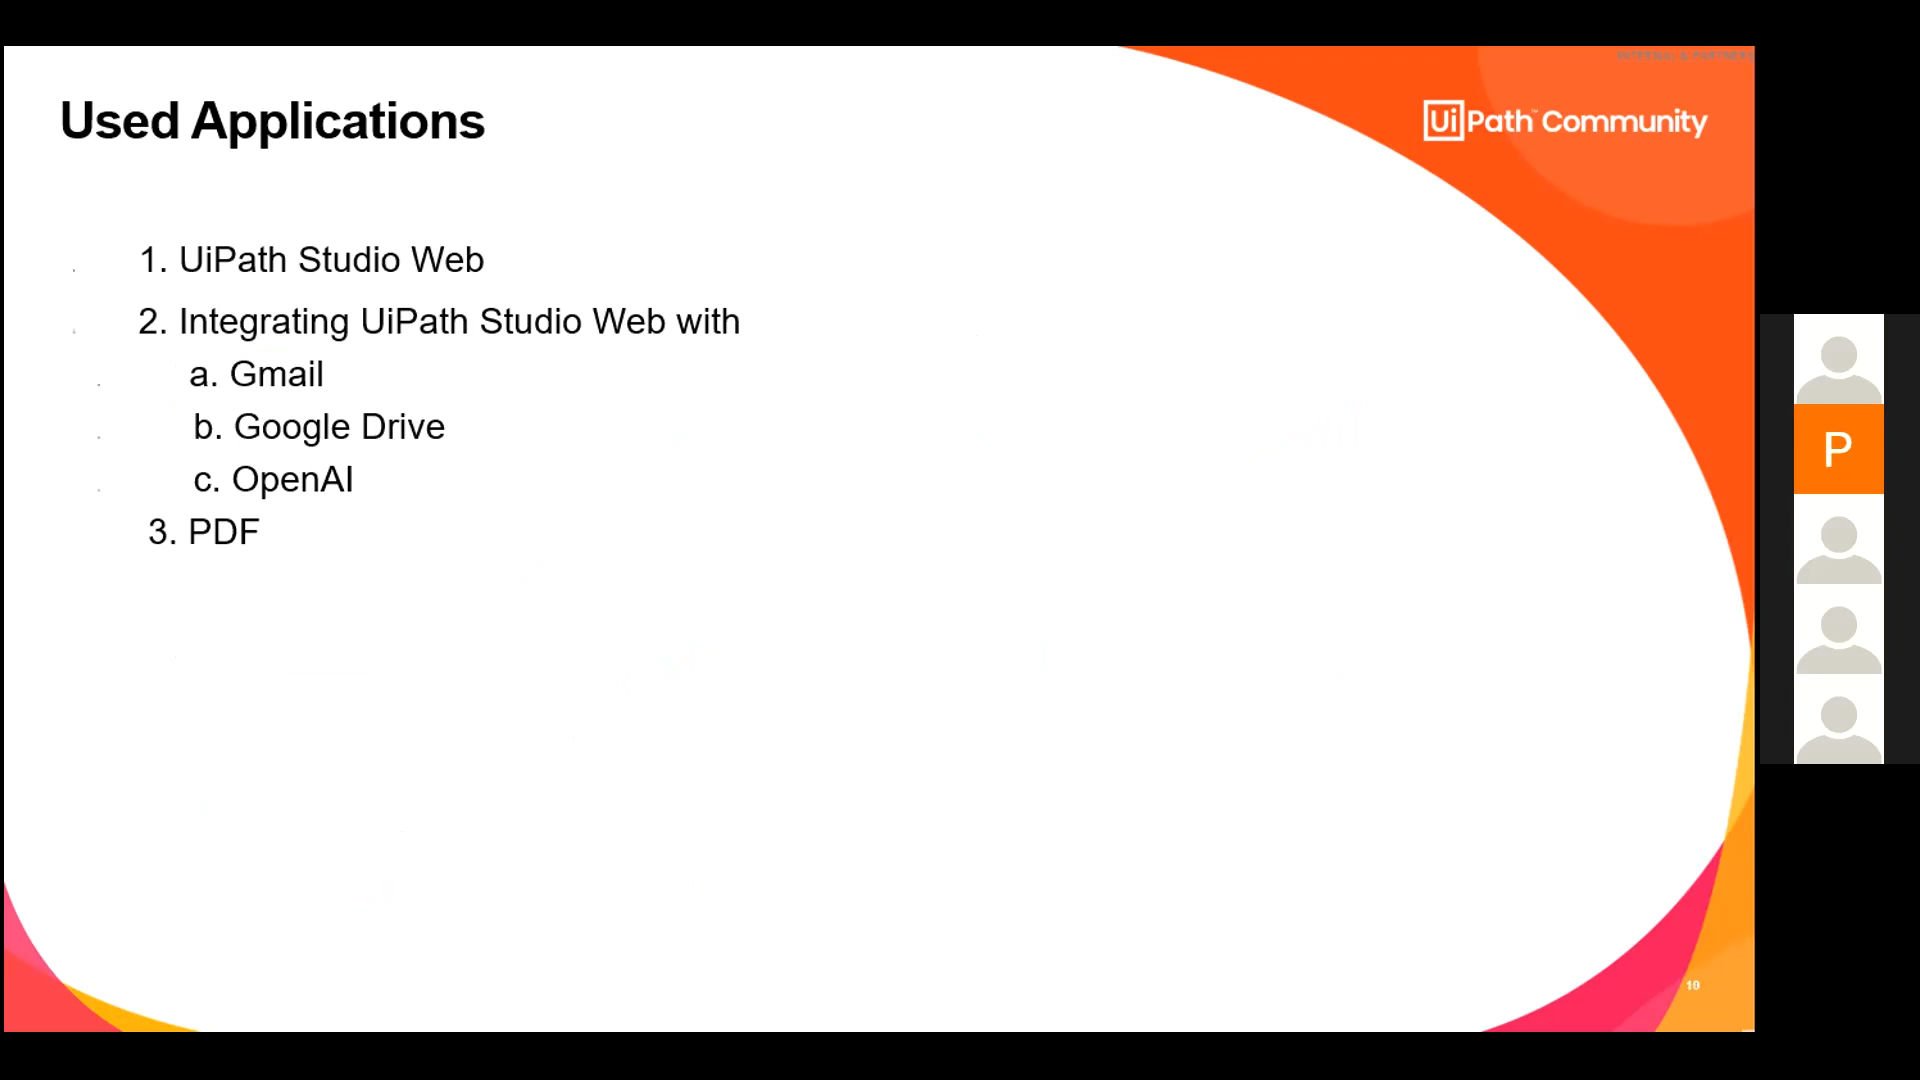 Used Applications
UiPath™ Community
1. UiPath Studio Web
2. Integrating UiPath Studio Web with
a. Gmail
b. Google Drive
c. OpenAI
3. PDF
P
10